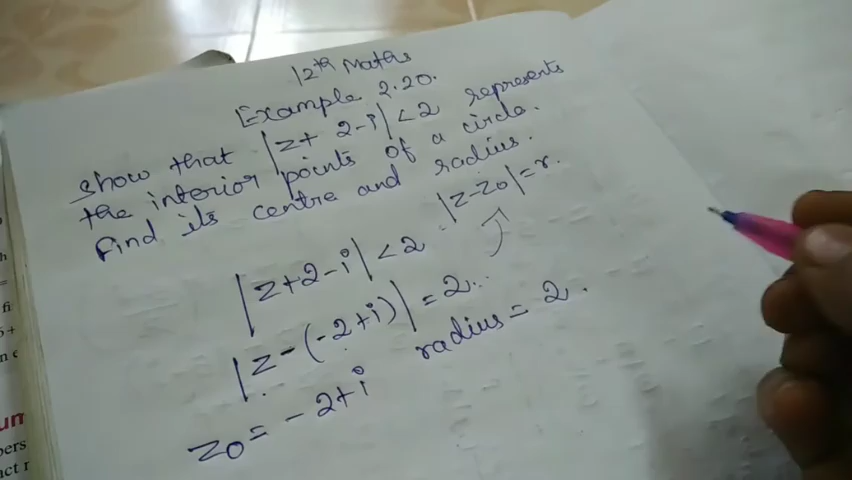 12th Maths
Example 2.20.
Show that |z+ 2-i| <2 represents
the interior points of a circle.
Find its centre and radius.
|z+2-i| <2 |z-z0|=r.
|z-(-2+i)| =2..
z0= -2+i radius= 2.